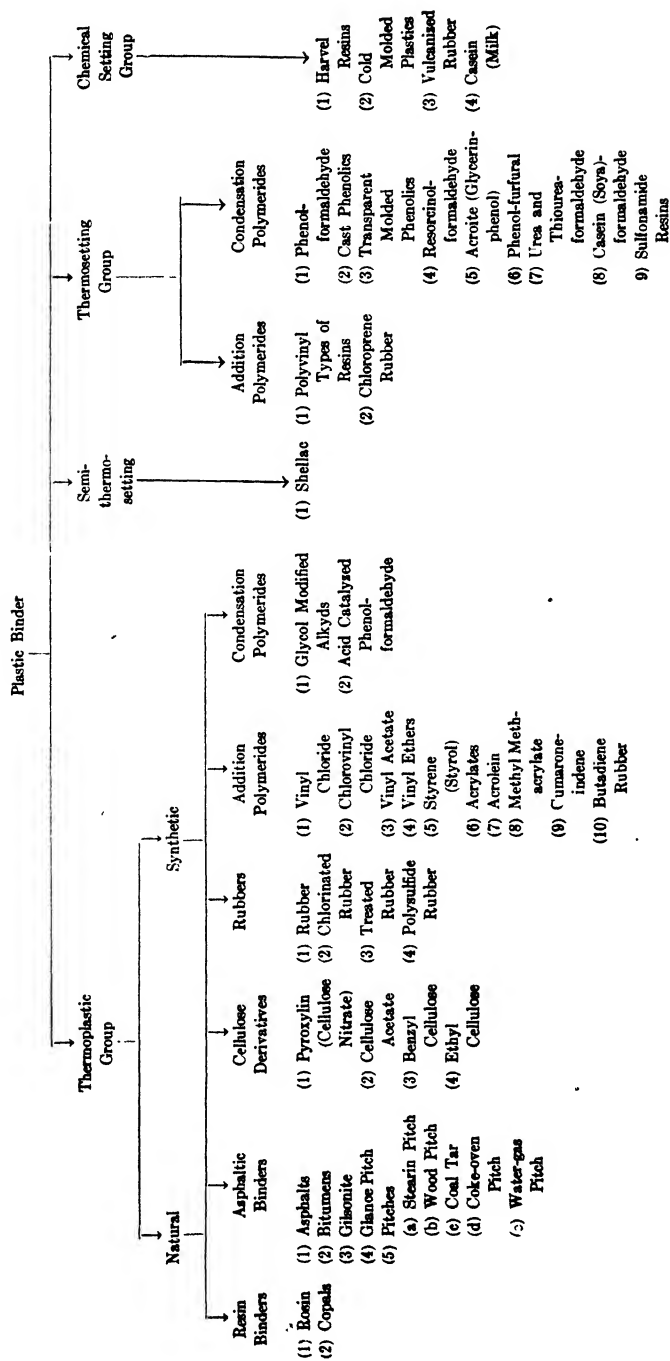 Plastic Binder
Thermoplastic
Group
Semi-
thermo-
setting
Thermosetting
Group
Chemical
Setting
Group
Natural
Synthetic
Addition
Polymerides
Condensation
Polymerides
Resin
Binders
Asphaltic
Binders
Cellulose
Derivatives
Rubbers
Addition
Polymerides
Condensation
Polymerides
(1) Rosin
(2) Copals
(1) Asphalts
(2) Bitumens
(3) Gilsonite
(4) Glance Pitch
(5) Pitches
(a) Stearin Pitch
(b) Wood Pitch
(c) Coal Tar
(d) Coke-oven
Pitch
Water-gas
Pitch
(1) Pyroxylin
(Cellulose
Nitrate)
(2) Cellulose
Acetate
(3) Benzyl
Cellulose
(4) Ethyl
Cellulose
(1) Rubber
(2) Chlorinated
Rubber
(3) Treated
Rubber
(4) Polysulfide
Rubber
(1) Vinyl
Chloride
(2) Chlorovinyl
Chloride
(3) Vinyl Acetate
(4) Vinyl Ethers
(5) Styrene
(Styrol)
(6) Acrylates
(7) Acrolein
(8) Methyl Meth-
acrylate
(9) Cumarone-
indene
(10) Butadiene
Rubber
(1) Glycol Modified
Alkyds
(2) Acid Catalyzed
Phenol-
formaldehyde
(1) Shellac
(1) Polyvinyl
Types of
Resins
(2) Chloroprene
Rubber
(1) Phenol-
formaldehyde
(2) Cast Phenolics
(3) Transparent
Molded
Phenolics
(4) Resorcinol-
formaldehyde
(5) Acroite (Glycerin-
phenol)
(6) Phenol-furfural
(7) Urea and
Thiourea-
formaldehyde
(8) Casein (Soya)-
formaldehyde
9) Sulfonamide
Resins
(1) Harvel
Resins
(2) Cold
Molded
Plastics
(3) Vulcanized
Rubber
(4) Casein
(Milk)